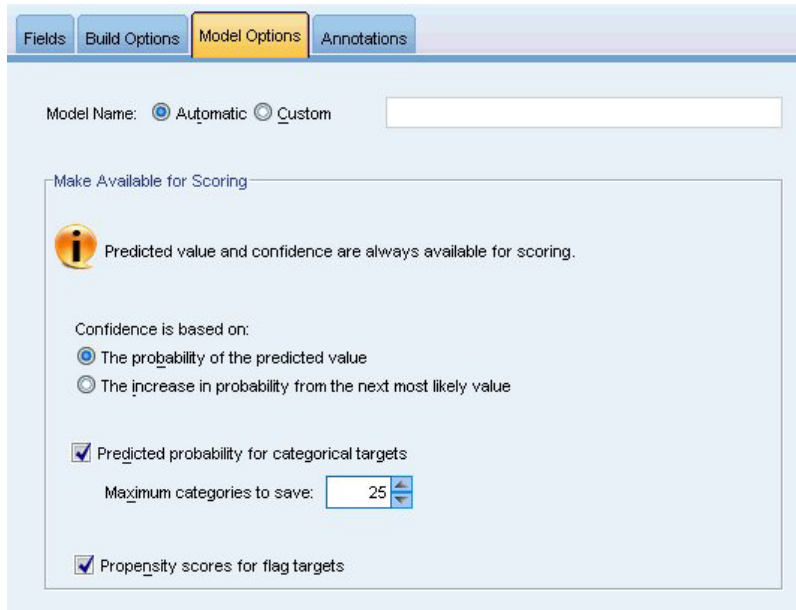 Fields Build Options Model Options Annotations
Model Name: Automatic Custom
Make Available for Scoring
i Predicted value and confidence are always available for scoring.
Confidence is based on:
The probability of the predicted value
The increase in probability from the next most likely value
Predicted probability for categorical targets
Maximum categories to save: 25
Propensity scores for flag targets